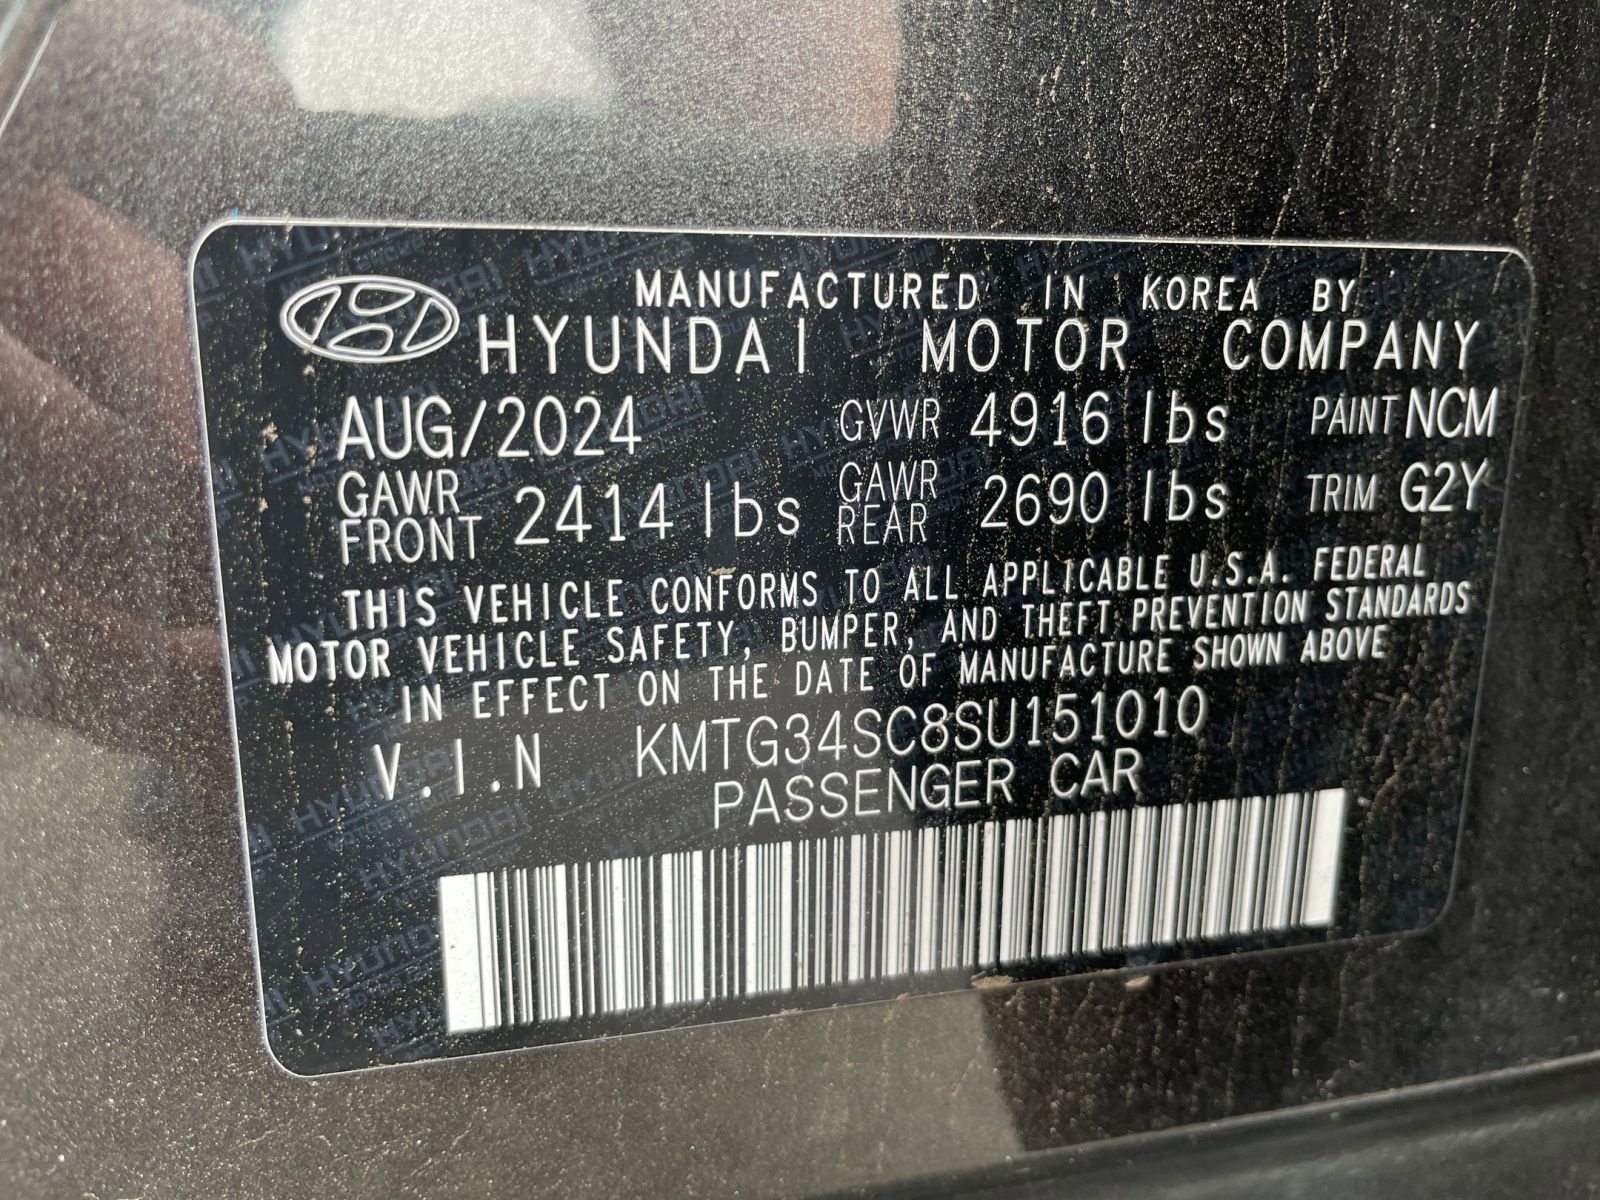 MANUFACTURED IN KOREA BY
HYUNDAI MOTOR COMPANY
AUG/2024 GVWR 4916 lbs PAINT NCM
GAWR FRONT 2414 lbs GAWR REAR 2690 lbs TRIM G2Y
THIS VEHICLE CONFORMS TO ALL APPLICABLE U.S.A. FEDERAL
MOTOR VEHICLE SAFETY, BUMPER, AND THEFT PREVENTION STANDARDS
IN EFFECT ON THE DATE OF MANUFACTURE SHOWN ABOVE
V.I.N KMTG34SC8SU151010
PASSENGER CAR